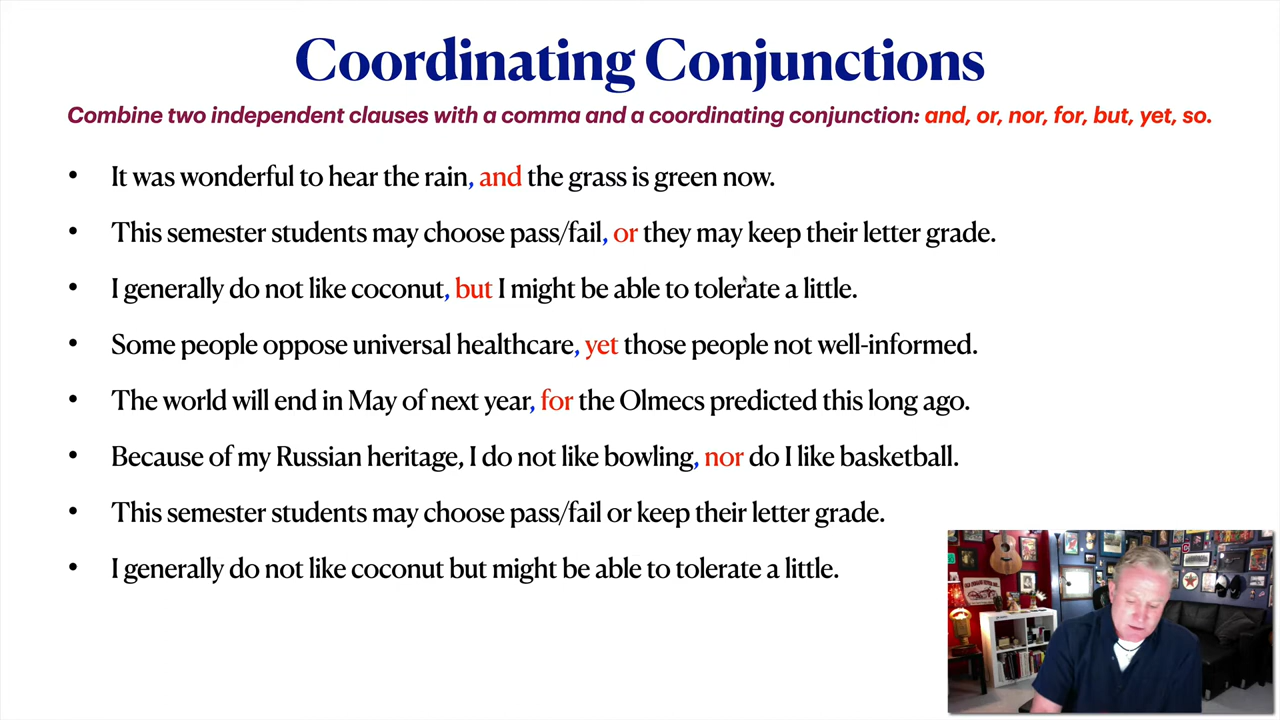 Coordinating Conjunctions
Combine two independent clauses with a comma and a coordinating conjunction: and, or, nor, for, but, yet, so.
• It was wonderful to hear the rain, and the grass is green now.
• This semester students may choose pass/fail, or they may keep their letter grade.
• I generally do not like coconut, but I might be able to tolerate a little.
• Some people oppose universal healthcare, yet those people not well-informed.
• The world will end in May of next year, for the Olmecs predicted this long ago.
• Because of my Russian heritage, I do not like bowling, nor do I like basketball.
• This semester students may choose pass/fail or keep their letter grade.
• I generally do not like coconut but might be able to tolerate a little.